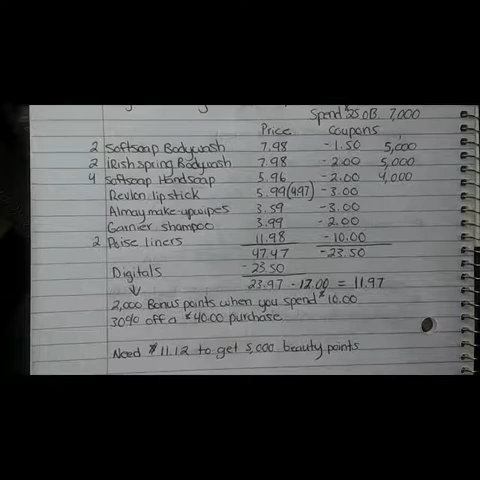 Spend $35 on B. 7,000
Price Coupons
2 Softsoap Bodywash 7.98 -1.50 5,000
2 iRish spring Bodywash 7.98 -2.00 5,000
4 Softsoap Handsoap 5.96 -2.00 4,000
Revlon lipstick 5.99(4.97) -3.00
Almay make-upwipes 3.59 -3.00
Garnier shampoo 3.99 -2.00
2 Poise liners 11.98 -10.00
47.47 -23.50
Digitals -23.50
23.97 -12.00 = 11.97
2,000 Bonus points when you spend $10.00
30% off a $40.00 purchase
Need $11.12 to get 5,000 beauty points